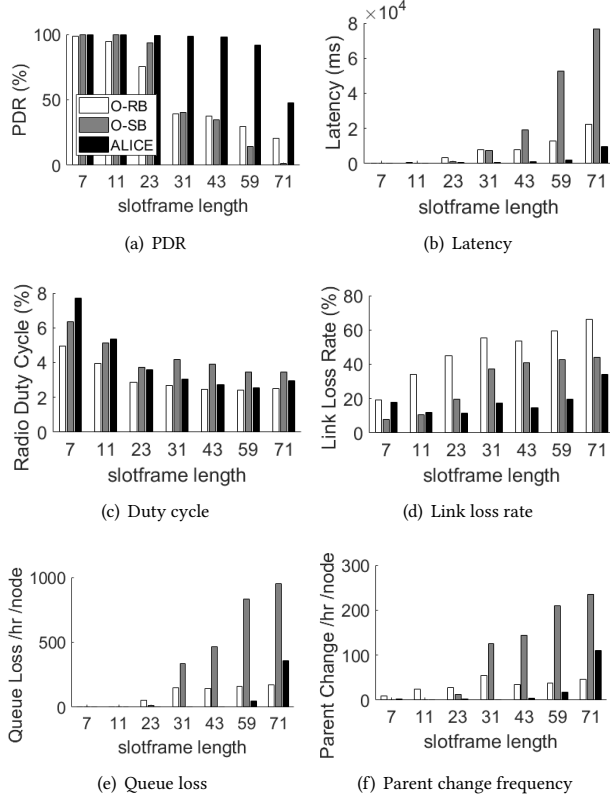 100
50
0
PDR (%)
O-RB
O-SB
ALICE
7 11 23 31 43 59 71
slotframe length
(a) PDR
×10⁴
8
6
4
2
0
Latency (ms)
7 11 23 31 43 59 71
slotframe length
(b) Latency
8
6
4
2
0
Radio Duty Cycle (%)
7 11 23 31 43 59 71
slotframe length
(c) Duty cycle
80
60
40
20
0
Link Loss Rate (%)
7 11 23 31 43 59 71
slotframe length
(d) Link loss rate
1000
500
0
Queue Loss /hr /node
7 11 23 31 43 59 71
slotframe length
(e) Queue loss
300
200
100
0
Parent Change /hr /node
7 11 23 31 43 59 71
slotframe length
(f) Parent change frequency